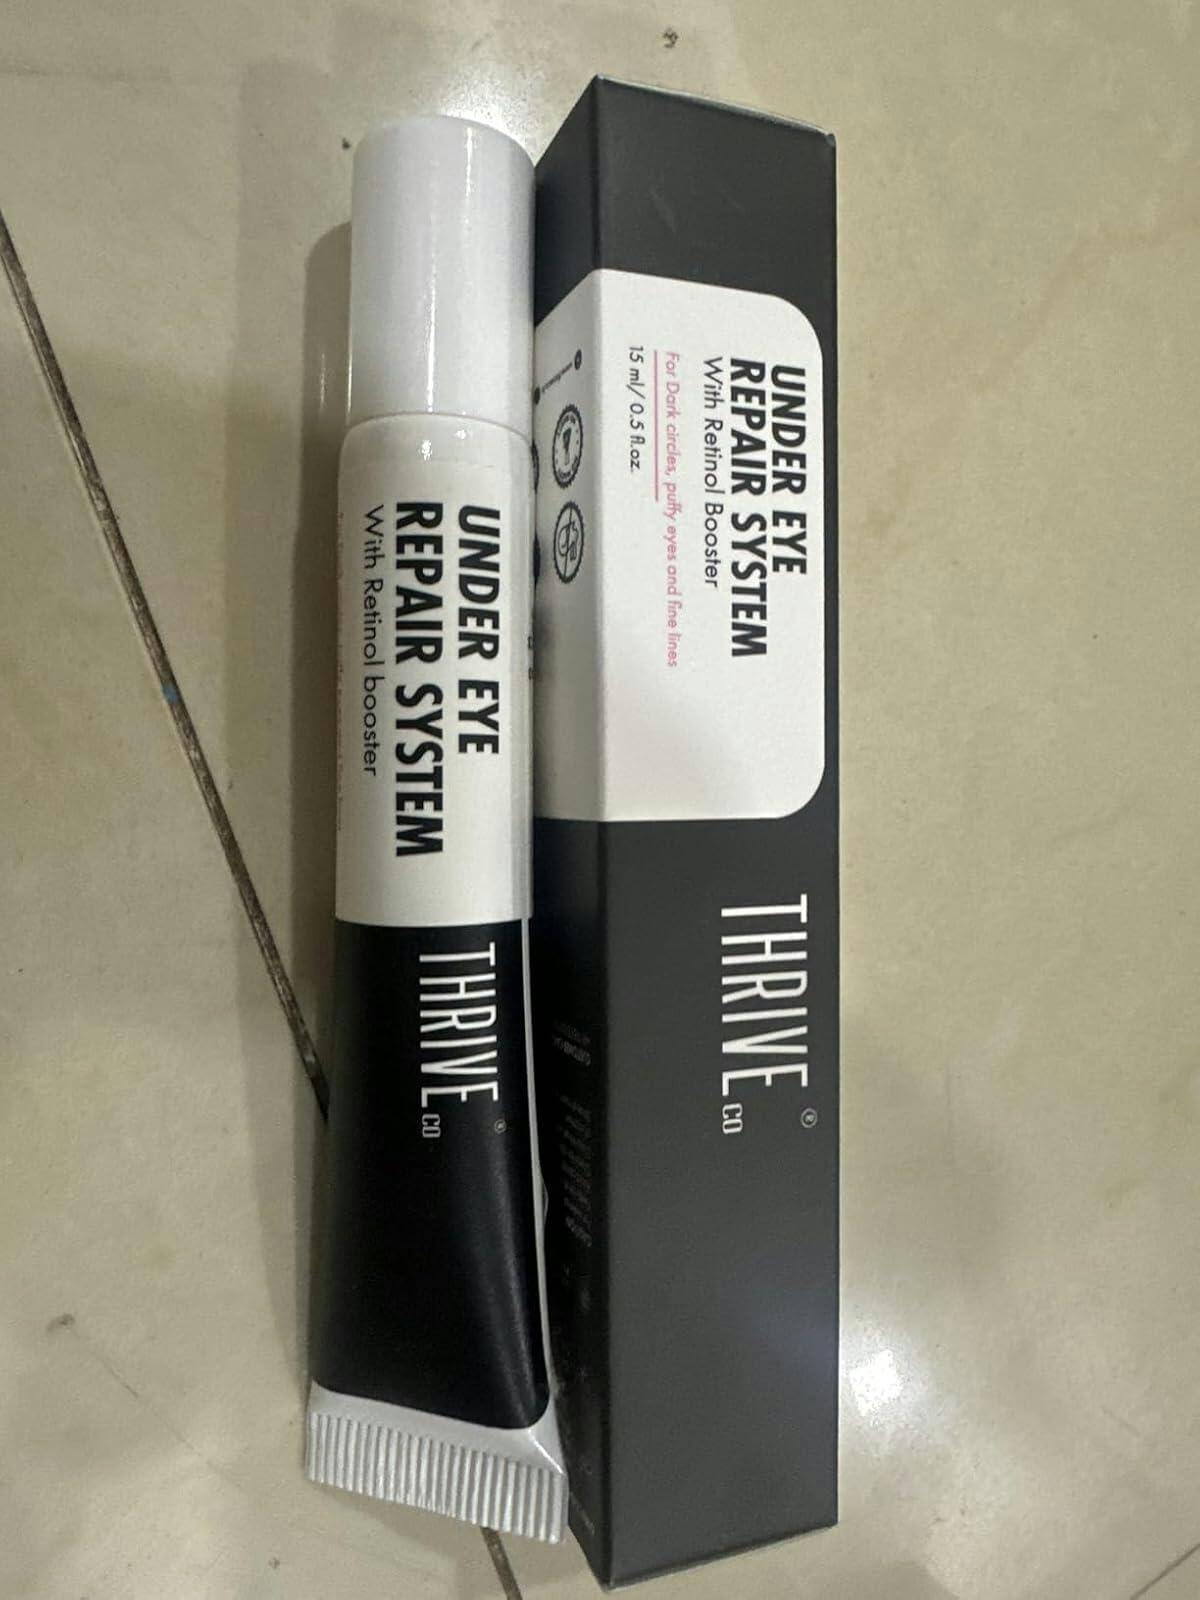 UNDER EYE
REPAIR SYSTEM
With Retinol Booster
For Dark circles, puffy eyes and fine lines
15 ml/ 0.5 fl.oz.
THRIVE®
CO
UNDER EYE
REPAIR SYSTEM
With Retinol booster
THRIVE®
CO